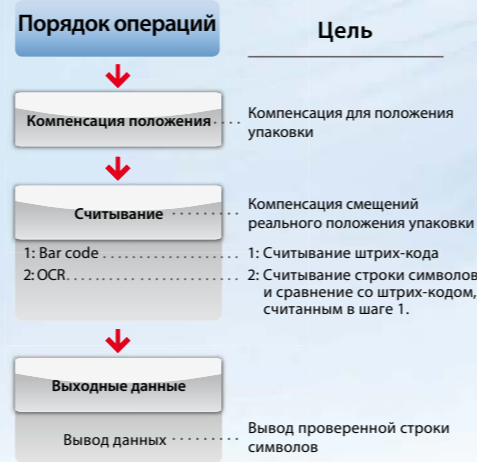 Порядок операций
Цель
Компенсация положения
Компенсация для положения
упаковки
Считывание
Компенсация смещений
реального положения упаковки
1: Bar code
1: Считывание штрих-кода
2: OCR
2: Считывание строки символов
и сравнение со штрих-кодом,
считанным в шаге 1.
Выходные данные
Вывод данных
Вывод проверенной строки
символов